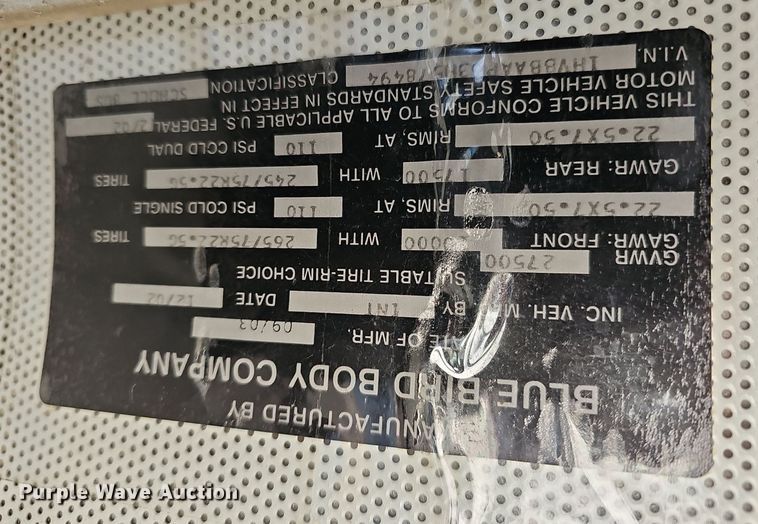 MANUFACTURED BY
BLUE BIRD BODY COMPANY
DATE OF MFR. 09/03
INC. VEH. BY INT DATE 12/02
SUITABLE TIRE-RIM CHOICE
GVWR 27500
GAWR: FRONT WITH 265/75R22.5G TIRES
22.5X7.50 RIMS, AT 110 PSI COLD SINGLE
GAWR: REAR 17500 WITH 245/75R22.5G TIRES
22.5X7.50 RIMS, AT 110 PSI COLD DUAL
THIS VEHICLE CONFORMS TO ALL APPLICABLE U.S. FEDERAL
MOTOR VEHICLE SAFETY STANDARDS IN EFFECT IN 12/02
V.I.N. CLASSIFICATION SCHOOL BUS
Purple Wave Auction